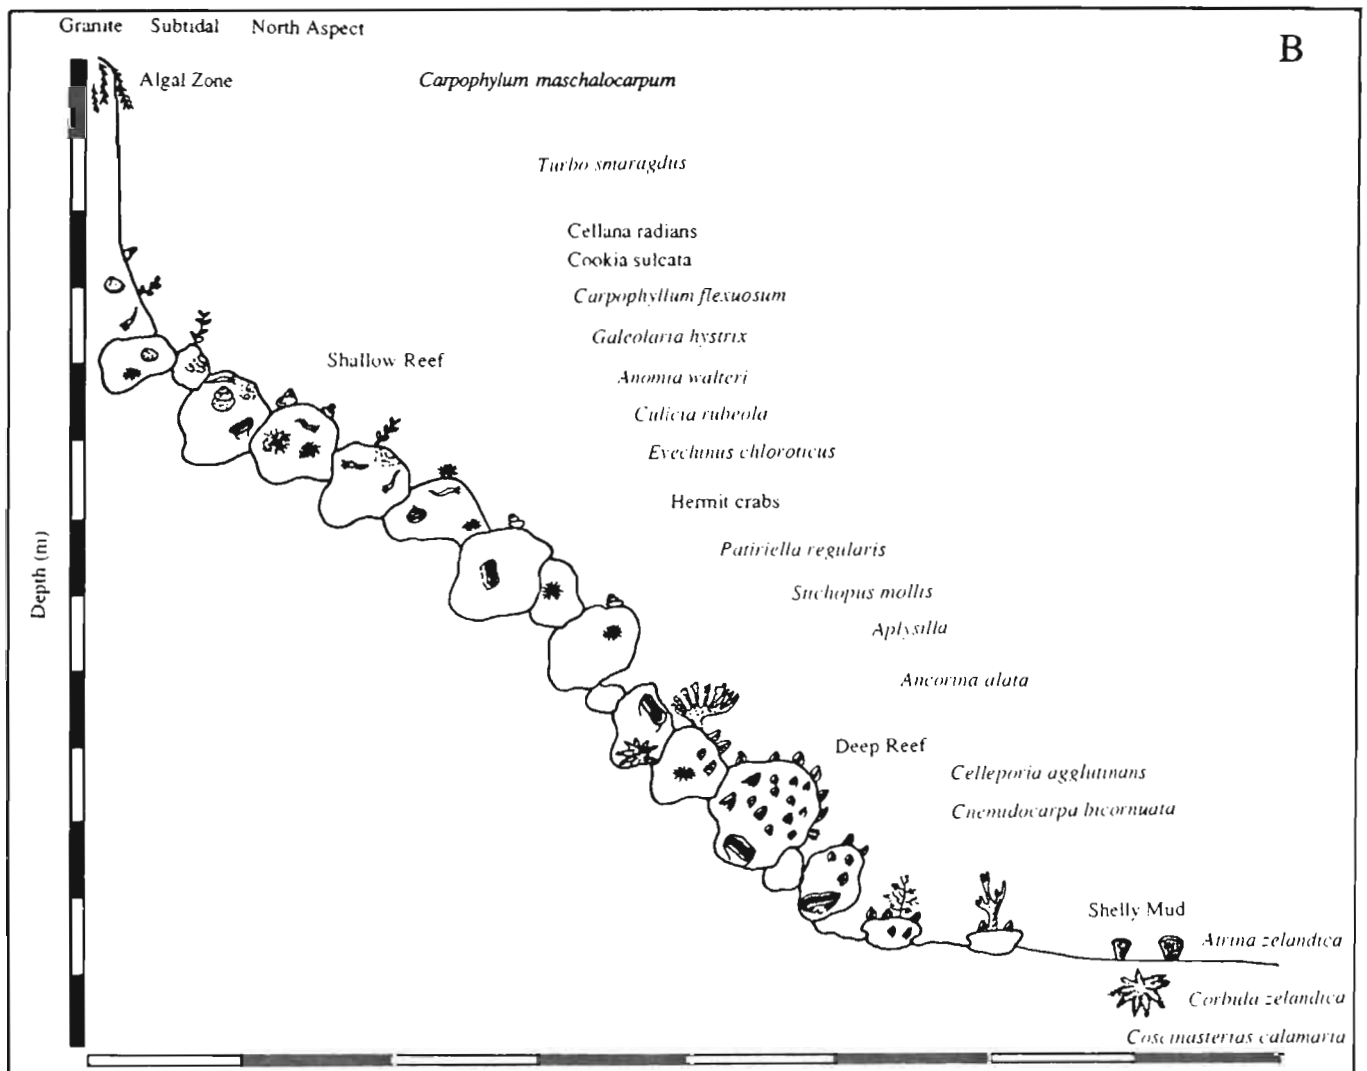 Granite Subtidal North Aspect
B
Algal Zone
Carpophylum maschalocarpum
Turbo smaragdus
Cellana radians
Cookia sulcata
Carpophyllum flexuosum
Galeolaria hystrix
Shallow Reef
Anomia walteri
Culicia rubeola
Evechinus chloroticus
Hermit crabs
Depth (m)
Patiriella regularis
Stichopus mollis
Aplysilla
Ancorina alata
Deep Reef
Celleporia agglutinans
Cnemidocarpa bicornuata
Shelly Mud
Atrina zelandica
Corbula zelandica
Coscinasterias calamaria